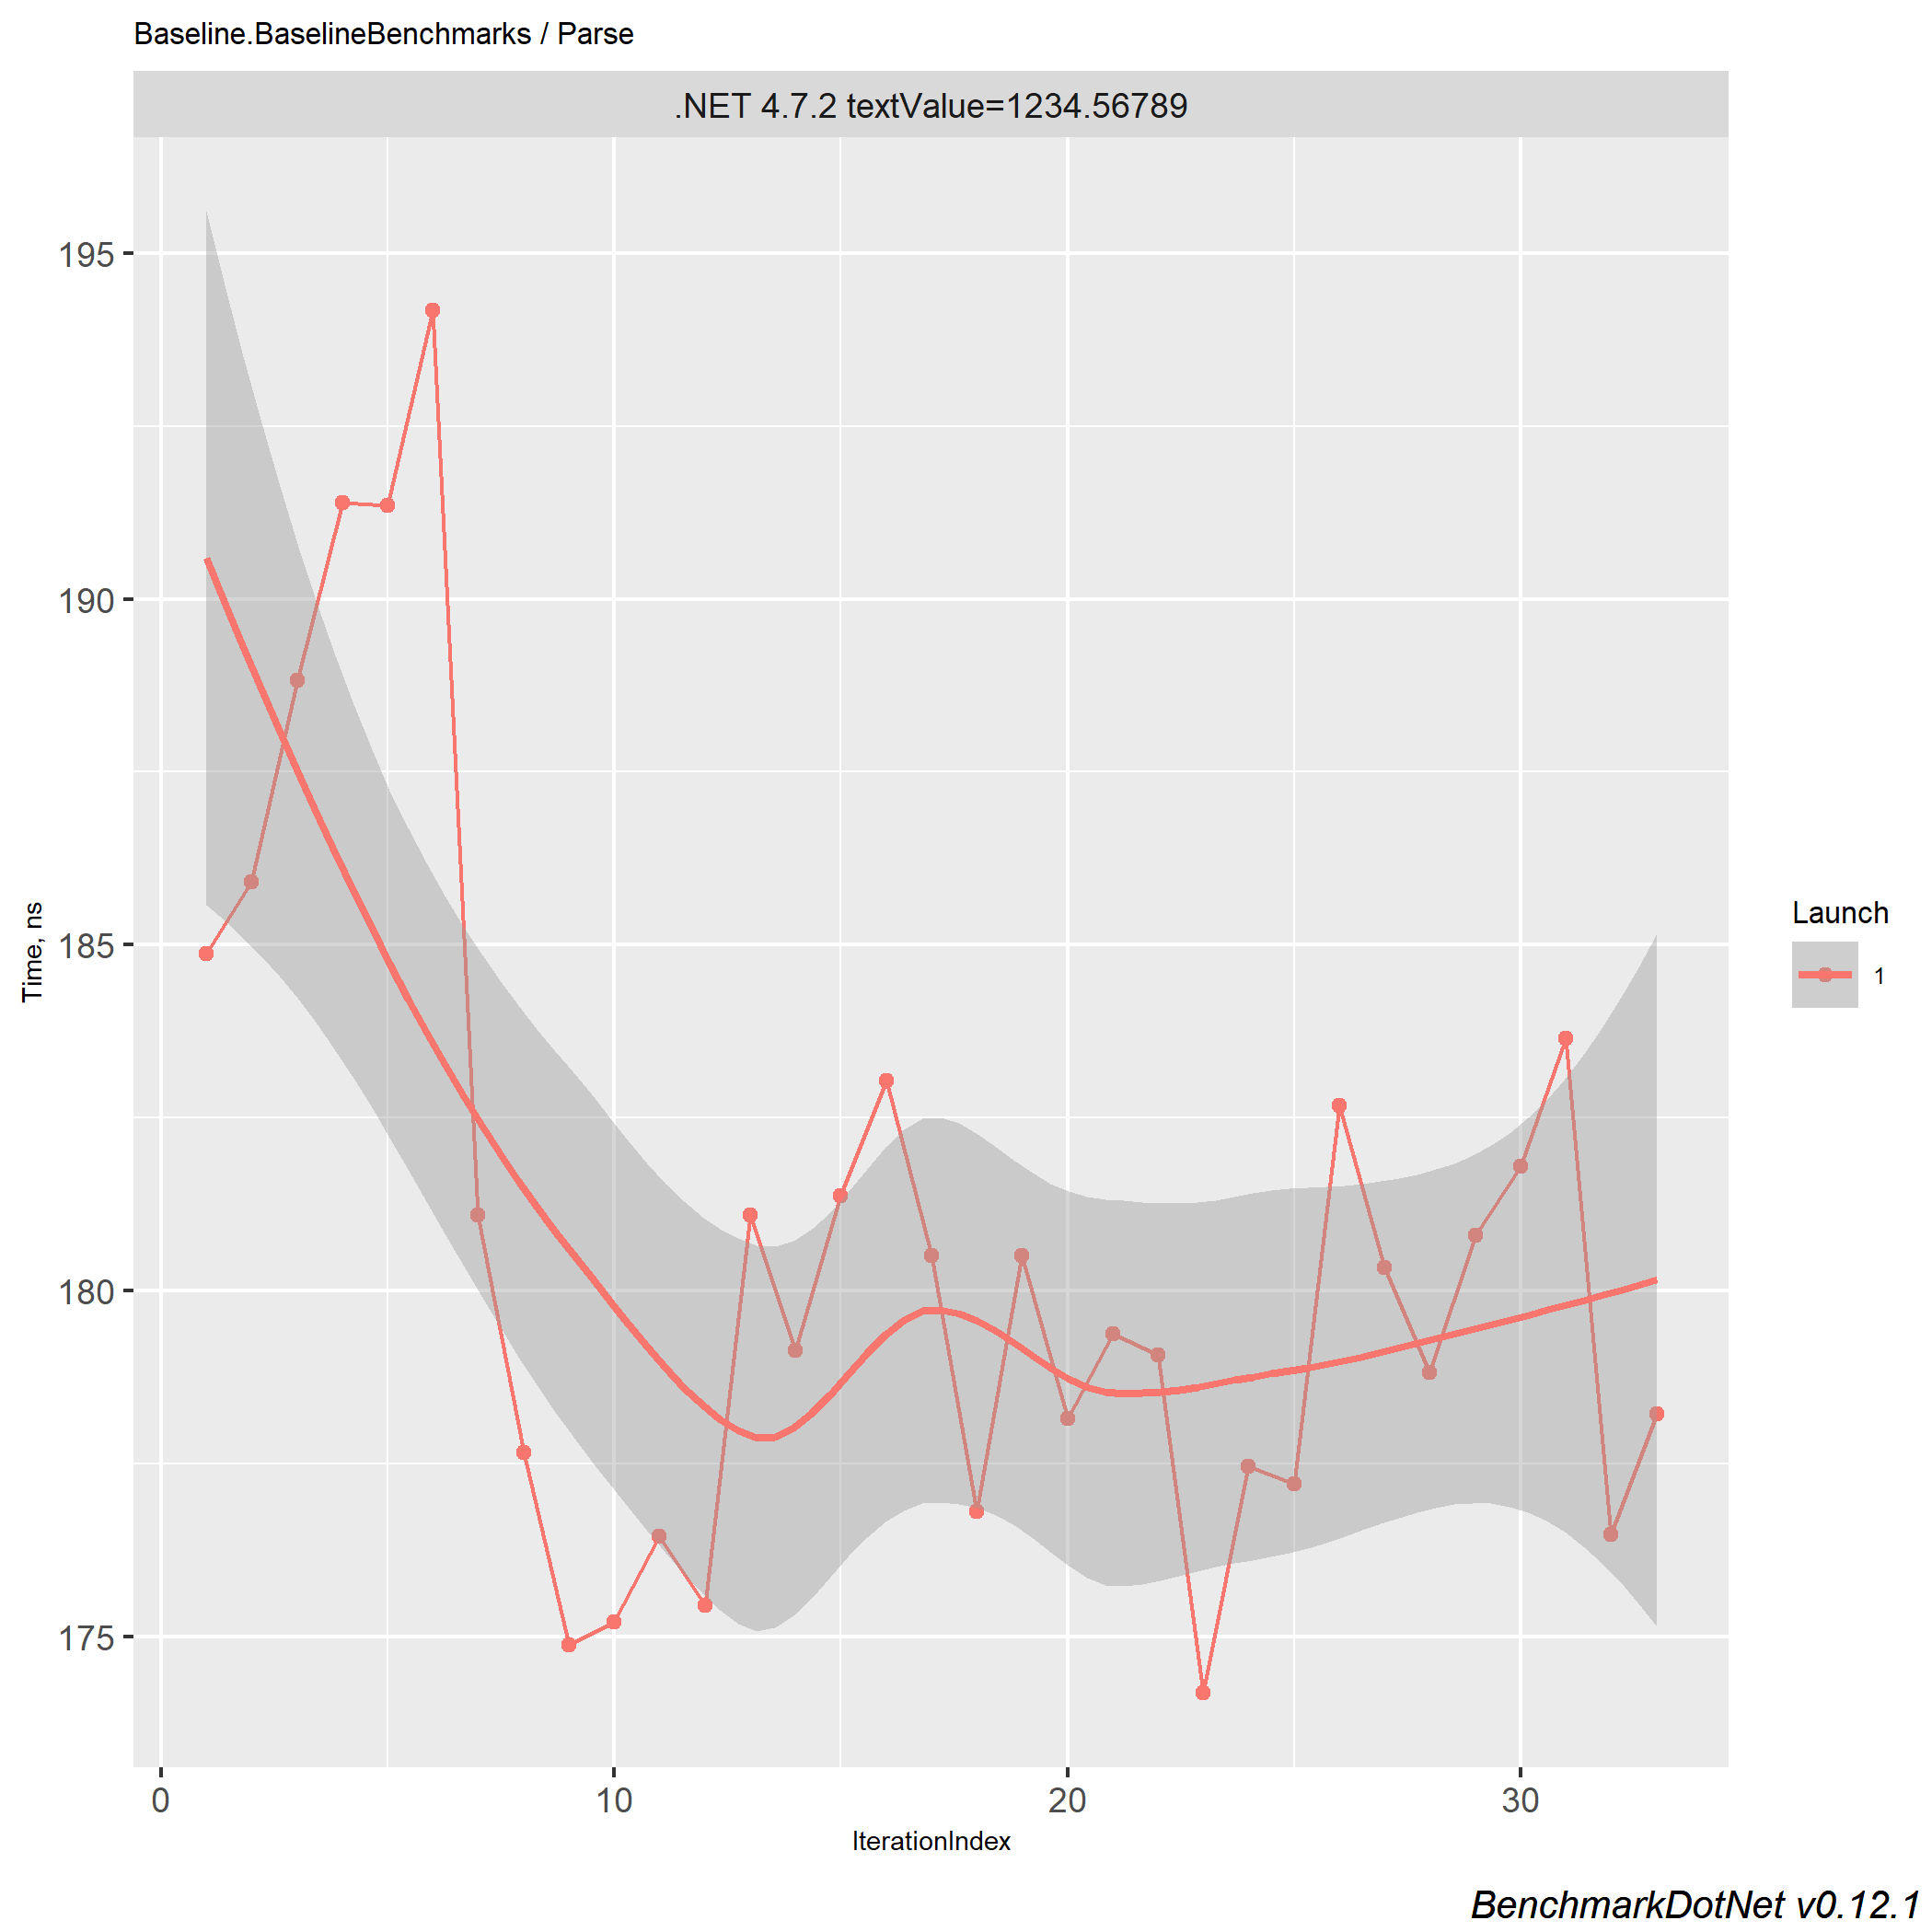 Baseline.BaselineBenchmarks / Parse
.NET 4.7.2 textValue=1234.56789
195
190
185
180
175
Time, ns
0 10 20 30
IterationIndex
Launch
1
BenchmarkDotNet v0.12.1